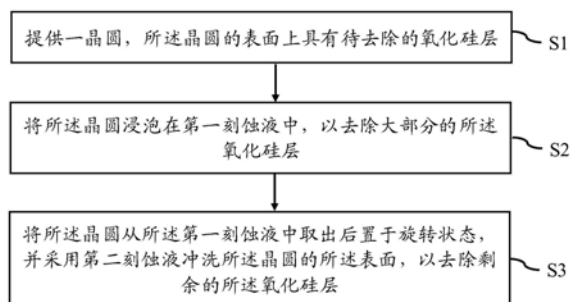 提供一晶圆，所述晶圆的表面上具有待去除的氧化硅层
S1
将所述晶圆浸泡在第一刻蚀液中，以去除大部分的所述
氧化硅层
S2
将所述晶圆从所述第一刻蚀液中取出后置于旋转状态，
并采用第二刻蚀液冲洗所述晶圆的所述表面，以去除剩
余的所述氧化硅层
S3